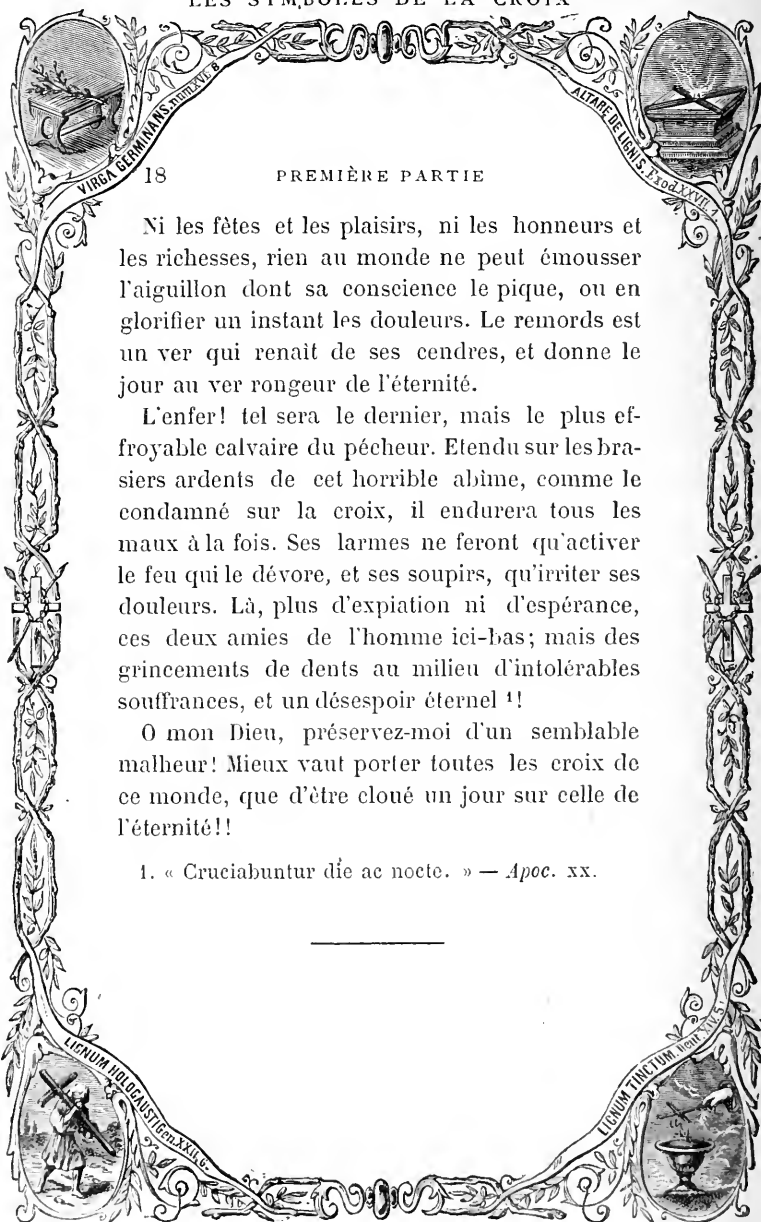 LES SYMBOLES DE LA CROIX
VIRGA GERMINANS.
ALTARE DE LIGNIS. Exod XXVII. 1
18 PREMIÈRE PARTIE
Ni les fêtes et les plaisirs, ni les honneurs et
les richesses, rien au monde ne peut émousser
l'aiguillon dont sa conscience le pique, ou en
glorifier un instant les douleurs. Le remords est
un ver qui renaît de ses cendres, et donne le
jour au ver rongeur de l'éternité.
L'enfer! tel sera le dernier, mais le plus ef-
froyable calvaire du pécheur. Etendu sur les bra-
siers ardents de cet horrible abîme, comme le
condamné sur la croix, il endurera tous les
maux à la fois. Ses larmes ne feront qu'activer
le feu qui le dévore, et ses soupirs, qu'irriter ses
douleurs. Là, plus d'expiation ni d'espérance,
ces deux amies de l'homme ici-bas; mais des
grincements de dents au milieu d'intolérables
souffrances, et un désespoir éternel ¹!
O mon Dieu, préservez-moi d'un semblable
malheur! Mieux vaut porter toutes les croix de
ce monde, que d'être cloué un jour sur celle de
l'éternité!!
1. « Cruciabuntur die ac nocte. » — Apoc. xx.
LIGNUM HOLOCAUSTI Gen. XXII. 6.
LIGNUM TINCTUM. XIV. 5.